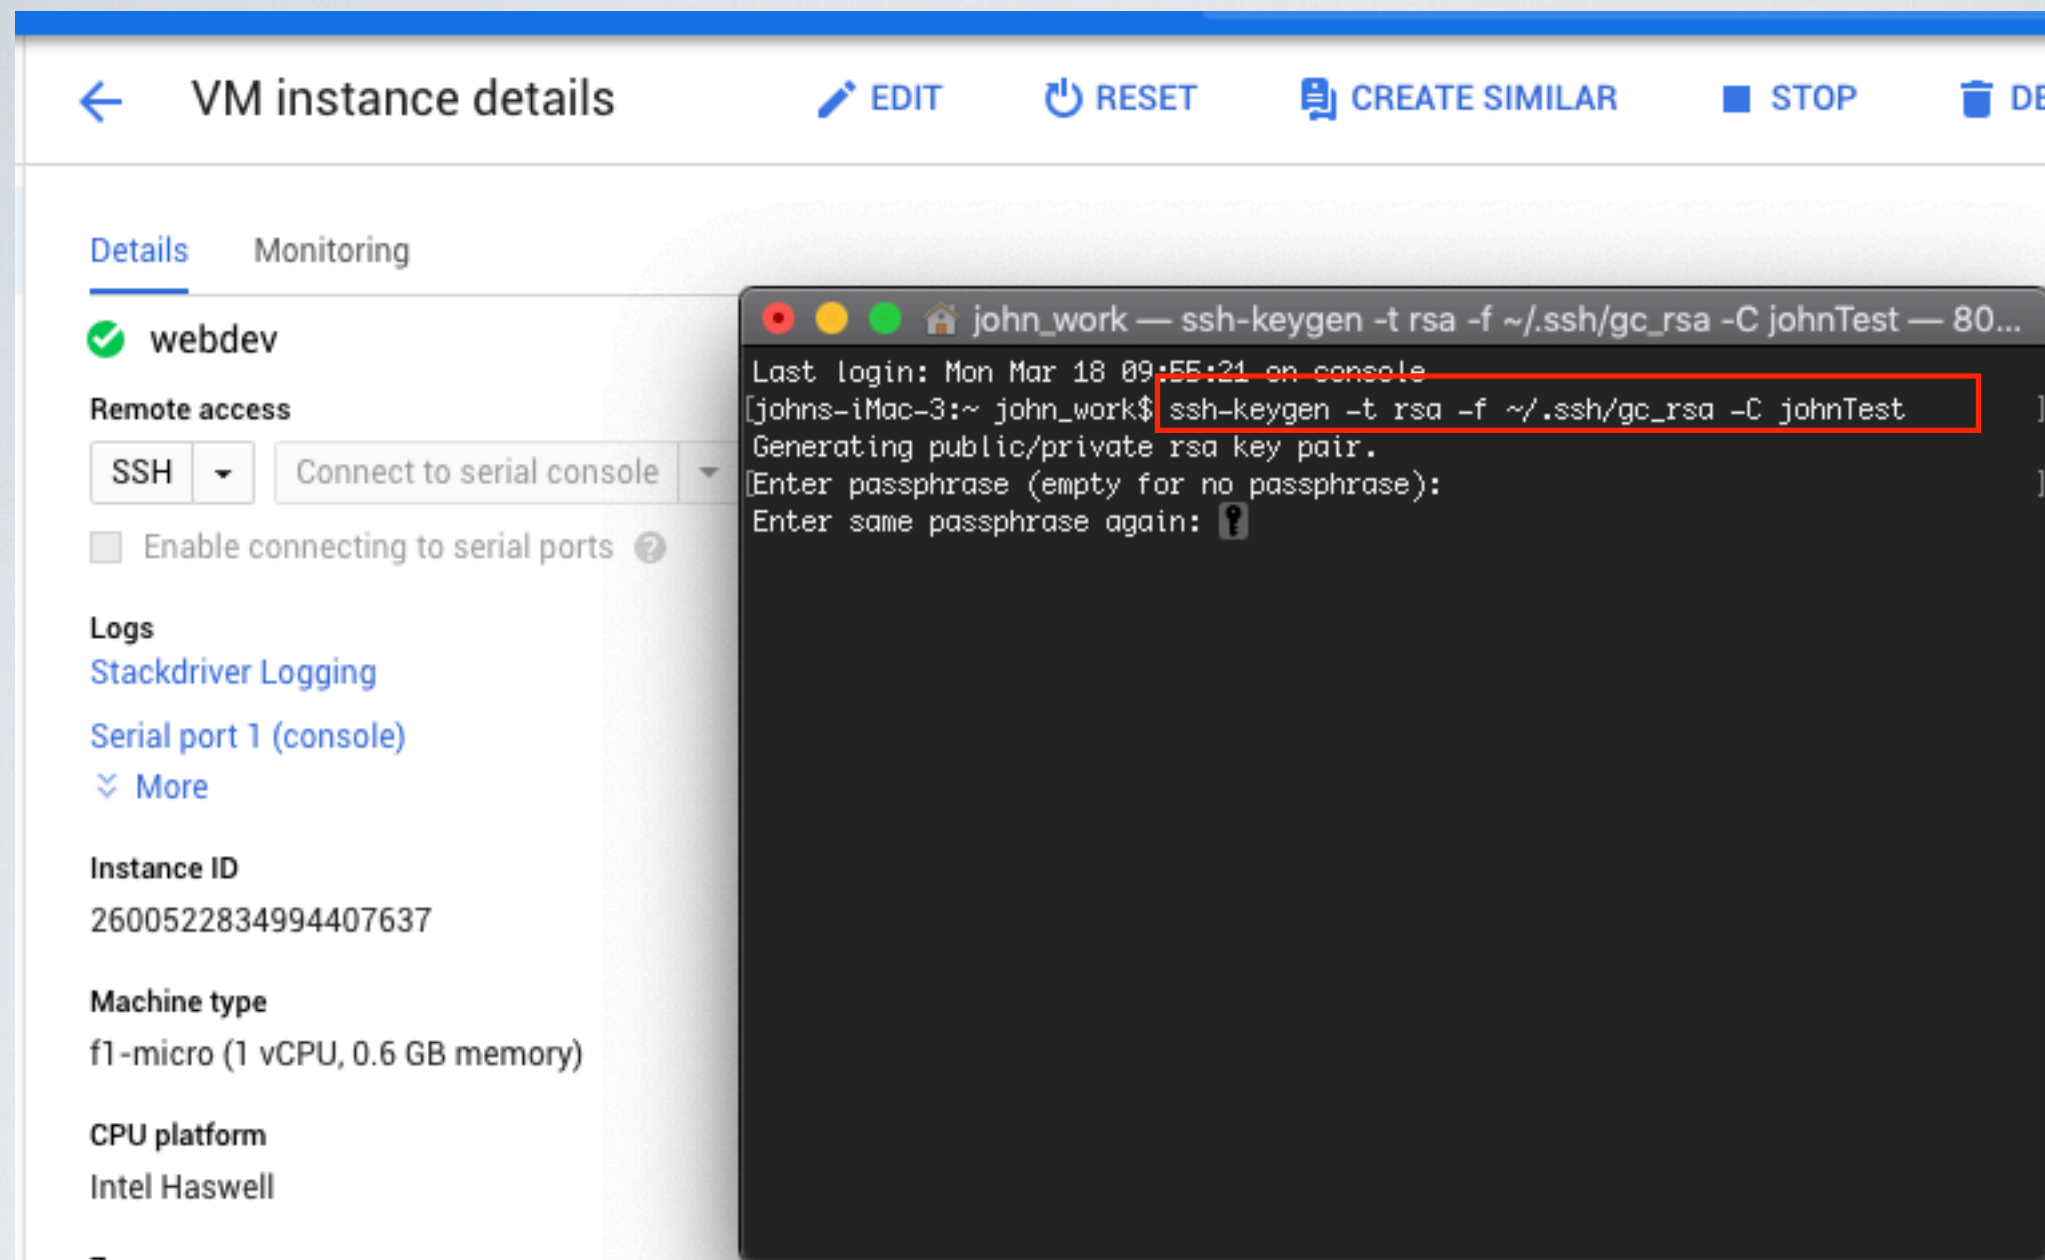 VM instance details EDIT RESET CREATE SIMILAR STOP
Details Monitoring
webdev
Remote access
SSH Connect to serial console
Enable connecting to serial ports ?
Logs
Stackdriver Logging
Serial port 1 (console)
More
Instance ID
2600522834994407637
Machine type
f1-micro (1 vCPU, 0.6 GB memory)
CPU platform
Intel Haswell
john_work — ssh-keygen -t rsa -f ~/.ssh/gc_rsa -C johnTest — 80...
Last login: Mon Mar 18 09:55:21 on console
[johns-iMac-3:~ john_work$ ssh-keygen -t rsa -f ~/.ssh/gc_rsa -C johnTest ]
Generating public/private rsa key pair.
[Enter passphrase (empty for no passphrase): ]
Enter same passphrase again: